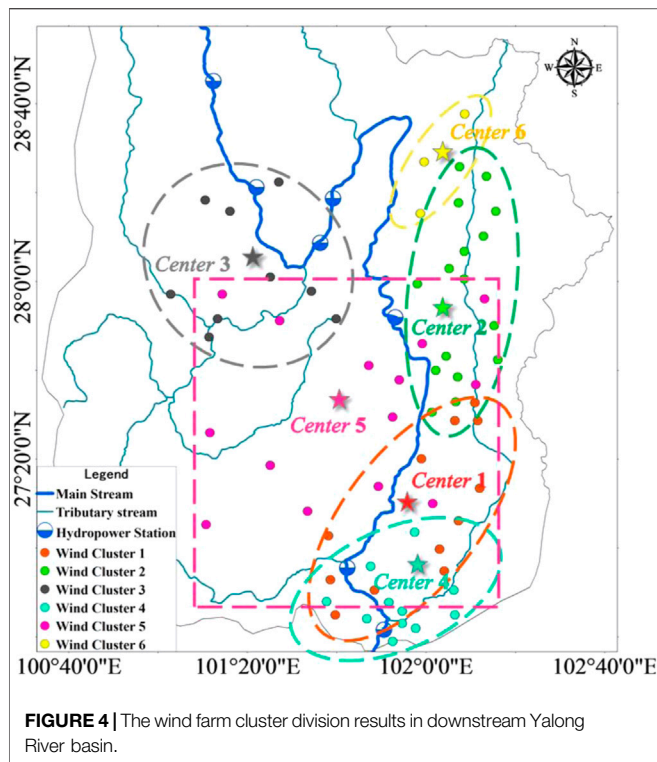 N
W E
S
28°40'0"N
Center 6
Center 3
28°0'0"N
Center 2
Center 5
27°20'0"N
Center 1
Center 4
Legend
Main Stream
Tributary stream
Hydropower Station
Wind Cluster 1
Wind Cluster 2
Wind Cluster 3
Wind Cluster 4
Wind Cluster 5
Wind Cluster 6
100°40'0"E 101°20'0"E 102°0'0"E 102°40'0"E
FIGURE 4 | The wind farm cluster division results in downstream Yalong
River basin.